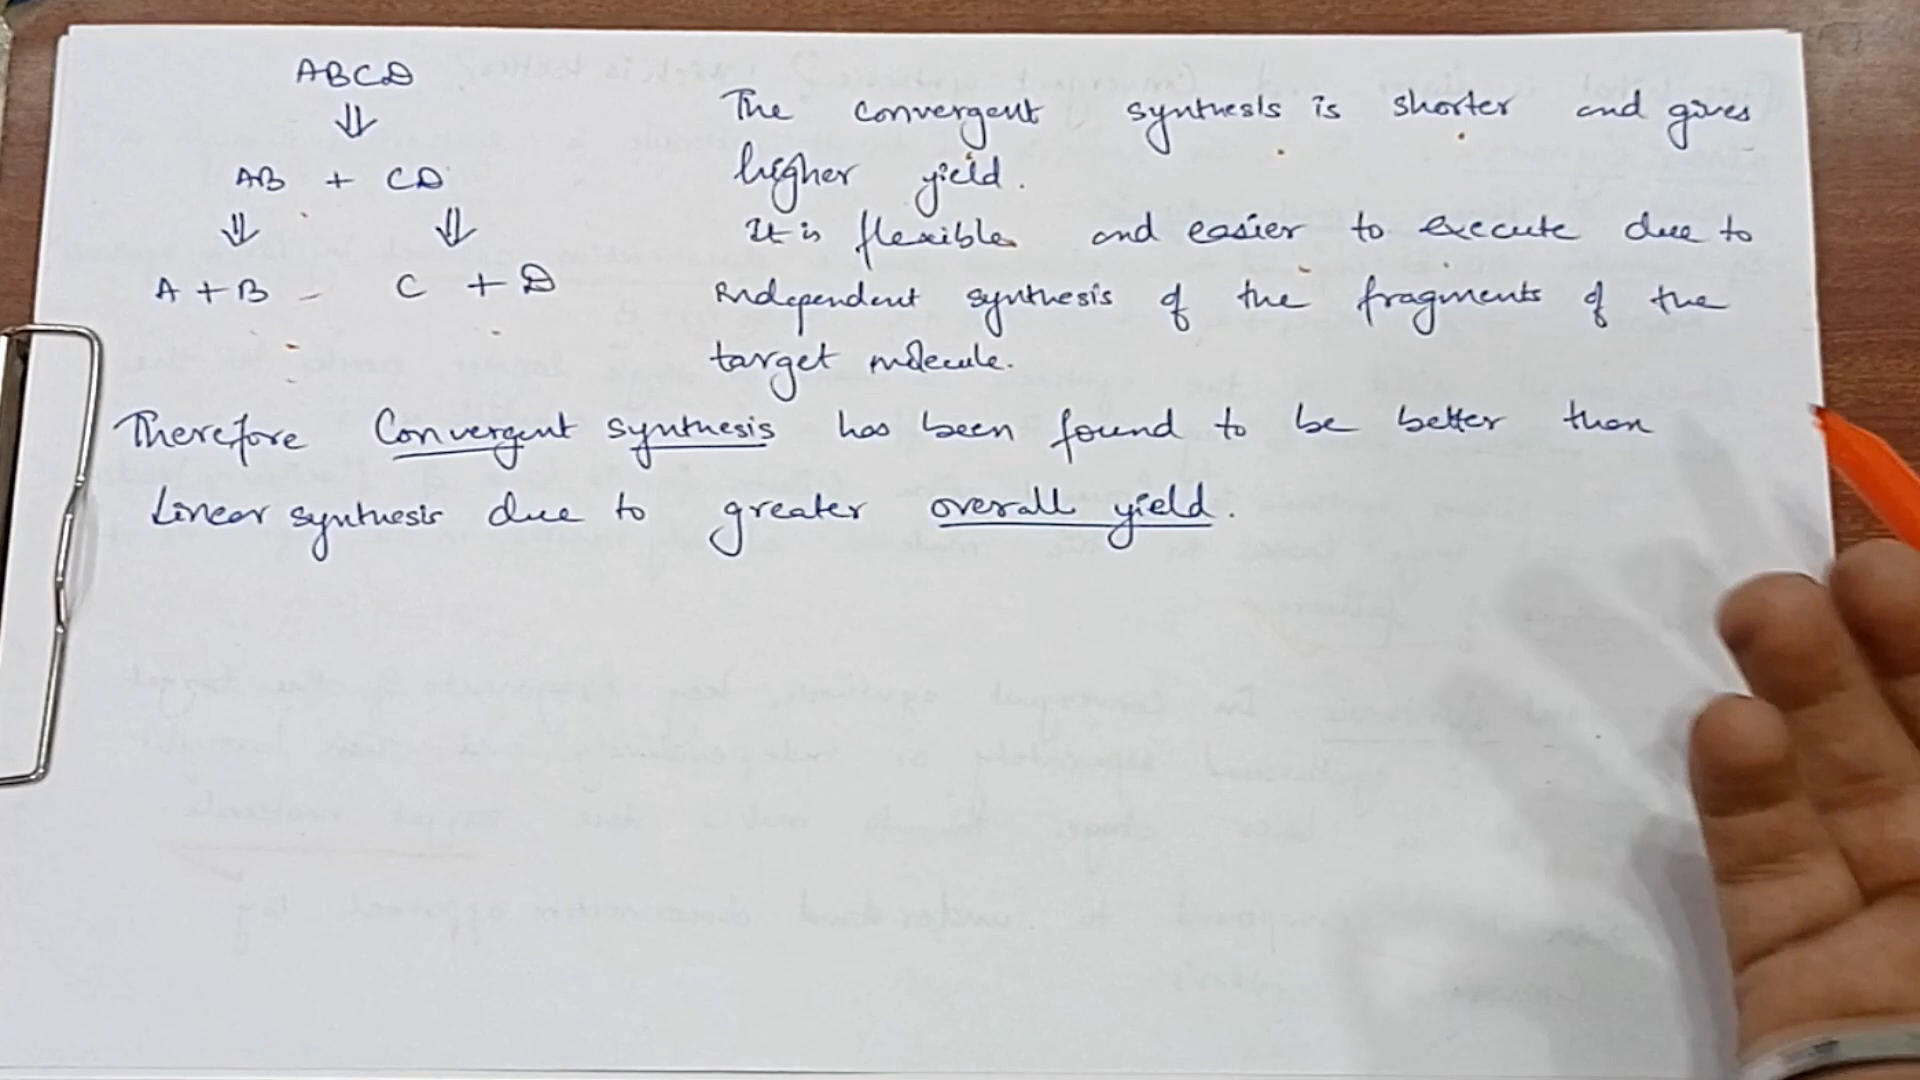 ABCD
⇓
AB + CD
⇓ ⇓
A + B - C + D
The convergent synthesis is shorter and gives
higher yield.
It is flexible and easier to execute due to
independent synthesis of the fragments of the
target molecule.
Therefore Convergent synthesis has been found to be better than
Linear synthesis due to greater overall yield.